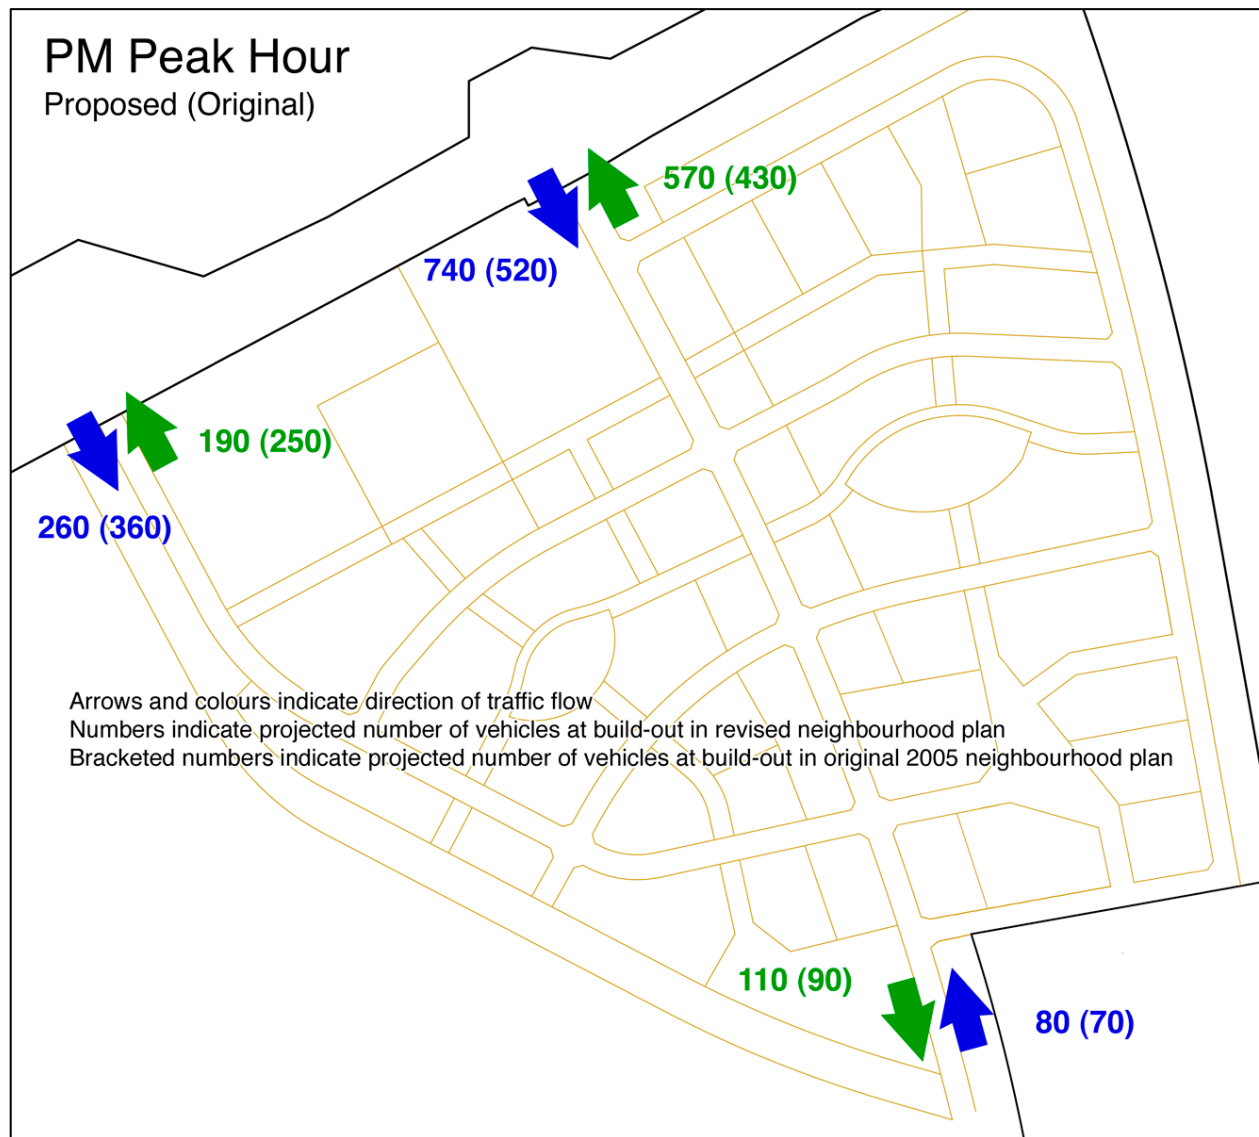 PM Peak Hour
Proposed (Original)
570 (430)
740 (520)
190 (250)
260 (360)
Arrows and colours indicate direction of traffic flow
Numbers indicate projected number of vehicles at build-out in revised neighbourhood plan
Bracketed numbers indicate projected number of vehicles at build-out in original 2005 neighbourhood plan
110 (90)
80 (70)